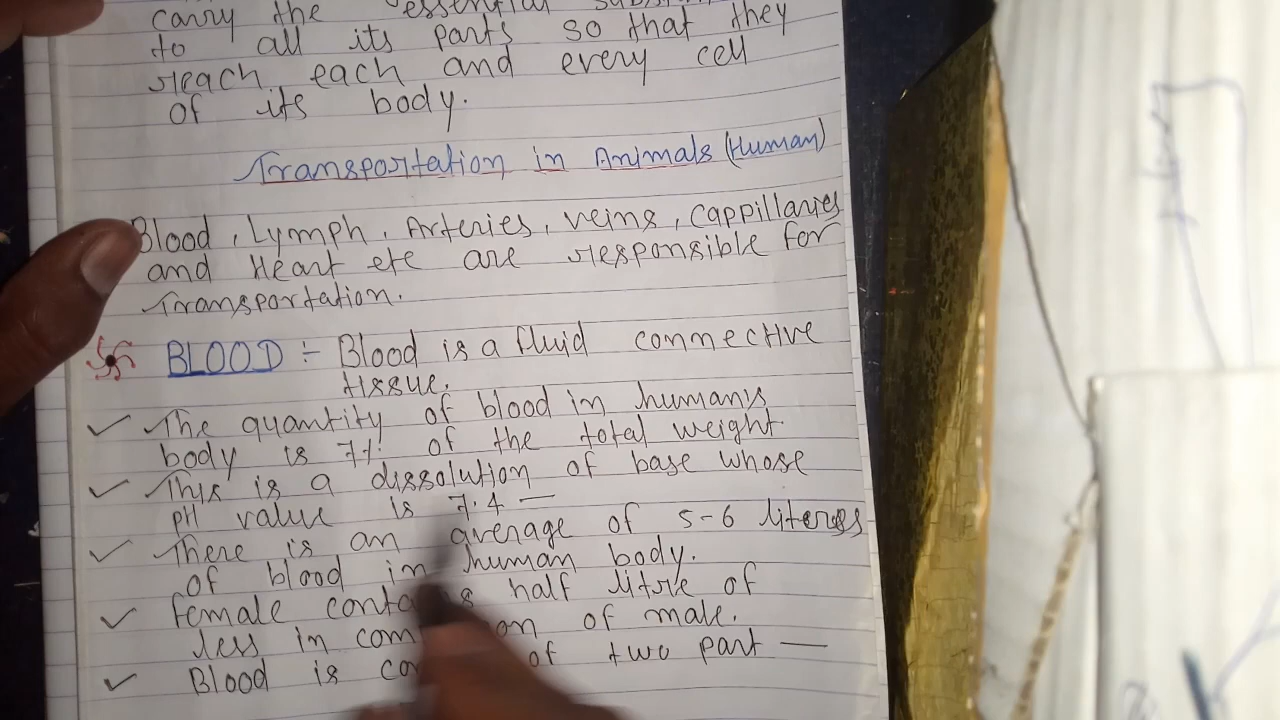 carry the essential
to all its parts so that they
reach each and every cell
of its body.
Transportation in Animals (Human)
Blood, Lymph, Arteries, veins, cappillaries
and Heart etc are responsible for
Transportation.
BLOOD :- Blood is a fluid connective
tissue.
The quantity of blood in human's
body is 7% of the total weight
This is a dissolution of base whose
pH value is 7.4 —
There is an average of 5-6 literes
of blood in human body.
female half litre of
less in of male.
Blood is of two part —